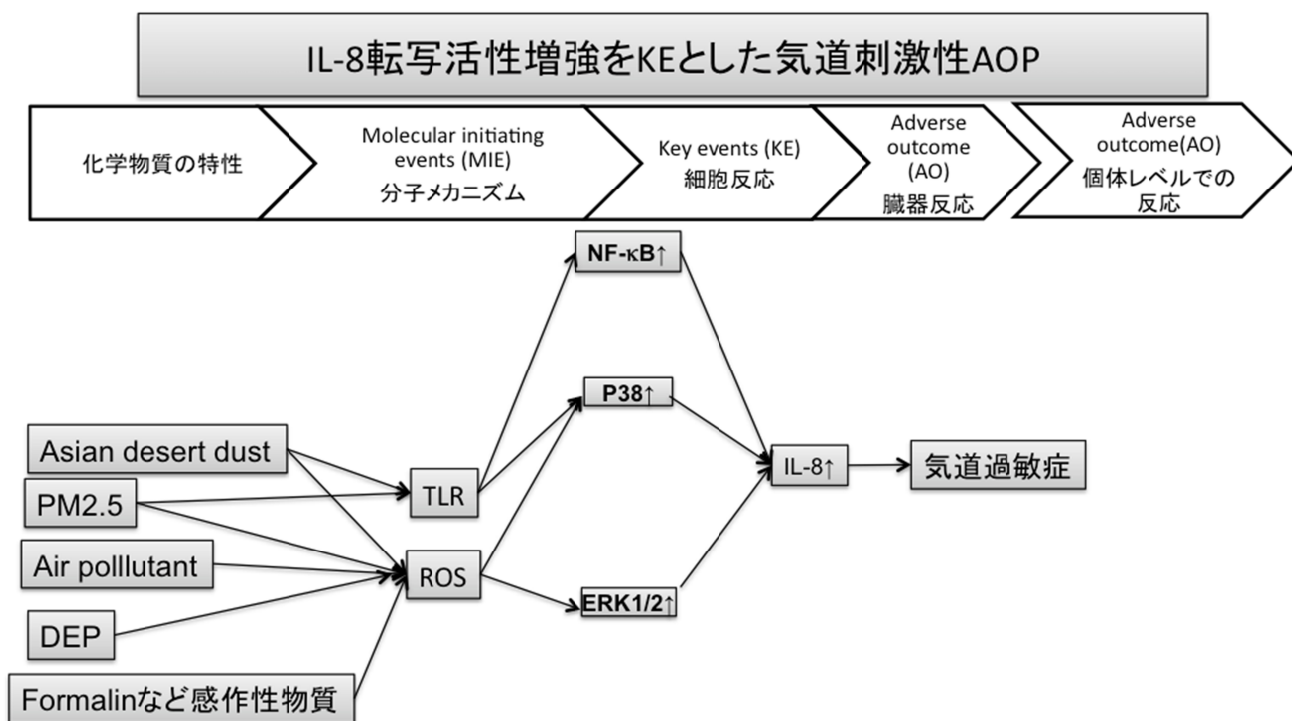 IL-8転写活性増強をKEとした気道刺激性AOP
化学物質の特性
Molecular initiating
events (MIE)
分子メカニズム
Key events (KE)
細胞反応
Adverse
outcome
(AO)
臓器反応
Adverse
outcome(AO)
個体レベルでの
反応
NF-κB↑
P38↑
Asian desert dust
TLR
IL-8↑
気道過敏症
PM2.5
Air polllutant
ROS
ERK1/2↑
DEP
Formalinなど感作性物質